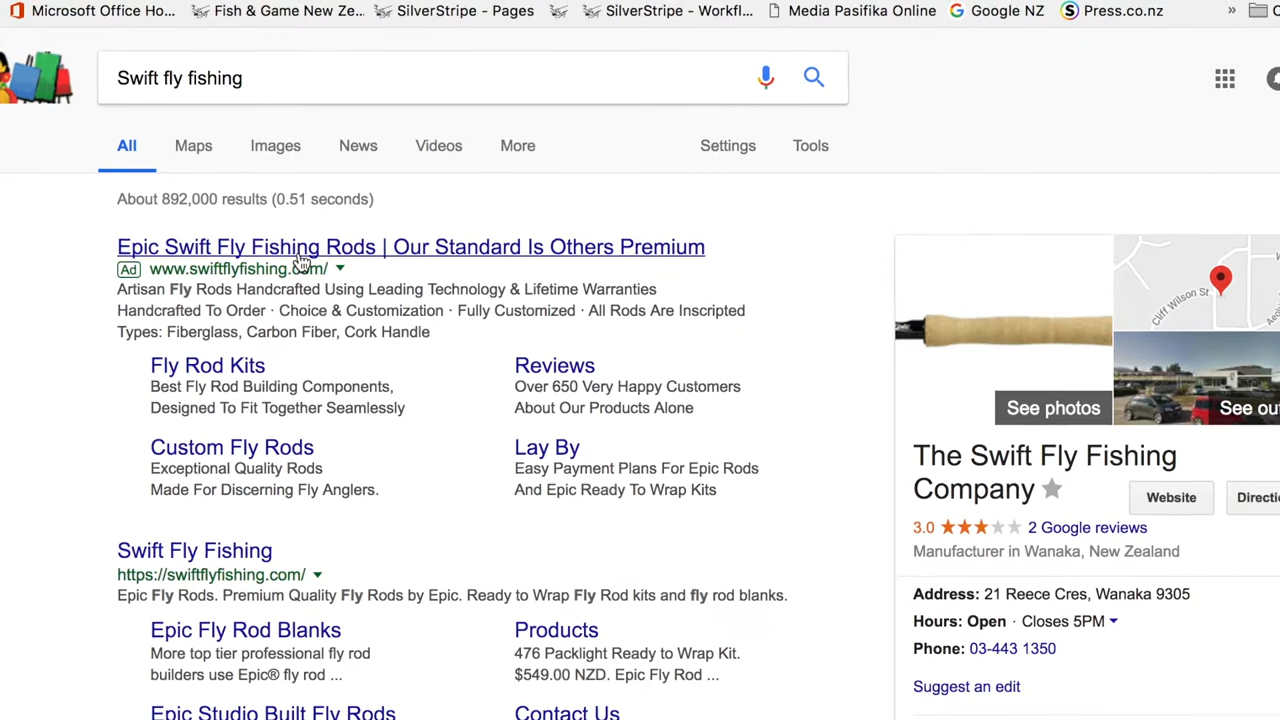 Microsoft Office Ho... Fish & Game New Ze... SilverStripe - Pages SilverStripe - Workfl... Media Pasifika Online Google NZ Press.co.nz »
Swift fly fishing
All Maps Images News Videos More Settings Tools
About 892,000 results (0.51 seconds)
Epic Swift Fly Fishing Rods | Our Standard Is Others Premium
Ad www.swiftflyfishing.com/
Artisan Fly Rods Handcrafted Using Leading Technology & Lifetime Warranties
Handcrafted To Order · Choice & Customization · Fully Customized · All Rods Are Inscripted
Types: Fiberglass, Carbon Fiber, Cork Handle
Fly Rod Kits
Best Fly Rod Building Components,
Designed To Fit Together Seamlessly
Reviews
Over 650 Very Happy Customers
About Our Products Alone
Custom Fly Rods
Exceptional Quality Rods
Made For Discerning Fly Anglers.
Lay By
Easy Payment Plans For Epic Rods
And Epic Ready To Wrap Kits
Swift Fly Fishing
https://swiftflyfishing.com/
Epic Fly Rods. Premium Quality Fly Rods by Epic. Ready to Wrap Fly Rod kits and fly rod blanks.
Epic Fly Rod Blanks
More top tier professional fly rod
builders use Epic® fly rod ...
Products
476 Packlight Ready to Wrap Kit.
$549.00 NZD. Epic Fly Rod ...
Epic Studio Built Fly Rods
Contact Us
Cliff Wilson St
See photos
See ou
The Swift Fly Fishing
Company
Website
Directi
3.0 2 Google reviews
Manufacturer in Wanaka, New Zealand
Address: 21 Reece Cres, Wanaka 9305
Hours: Open · Closes 5PM
Phone: 03-443 1350
Suggest an edit